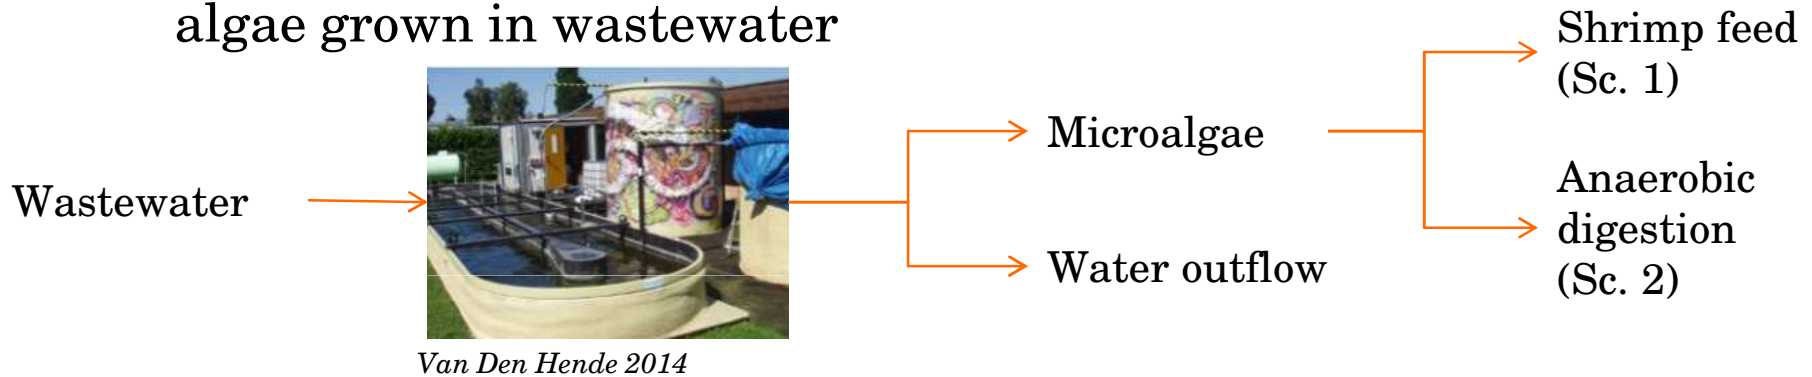 algae grown in wastewater
Wastewater
Van Den Hende 2014
Microalgae
Water outflow
Shrimp feed
(Sc. 1)
Anaerobic
digestion
(Sc. 2)